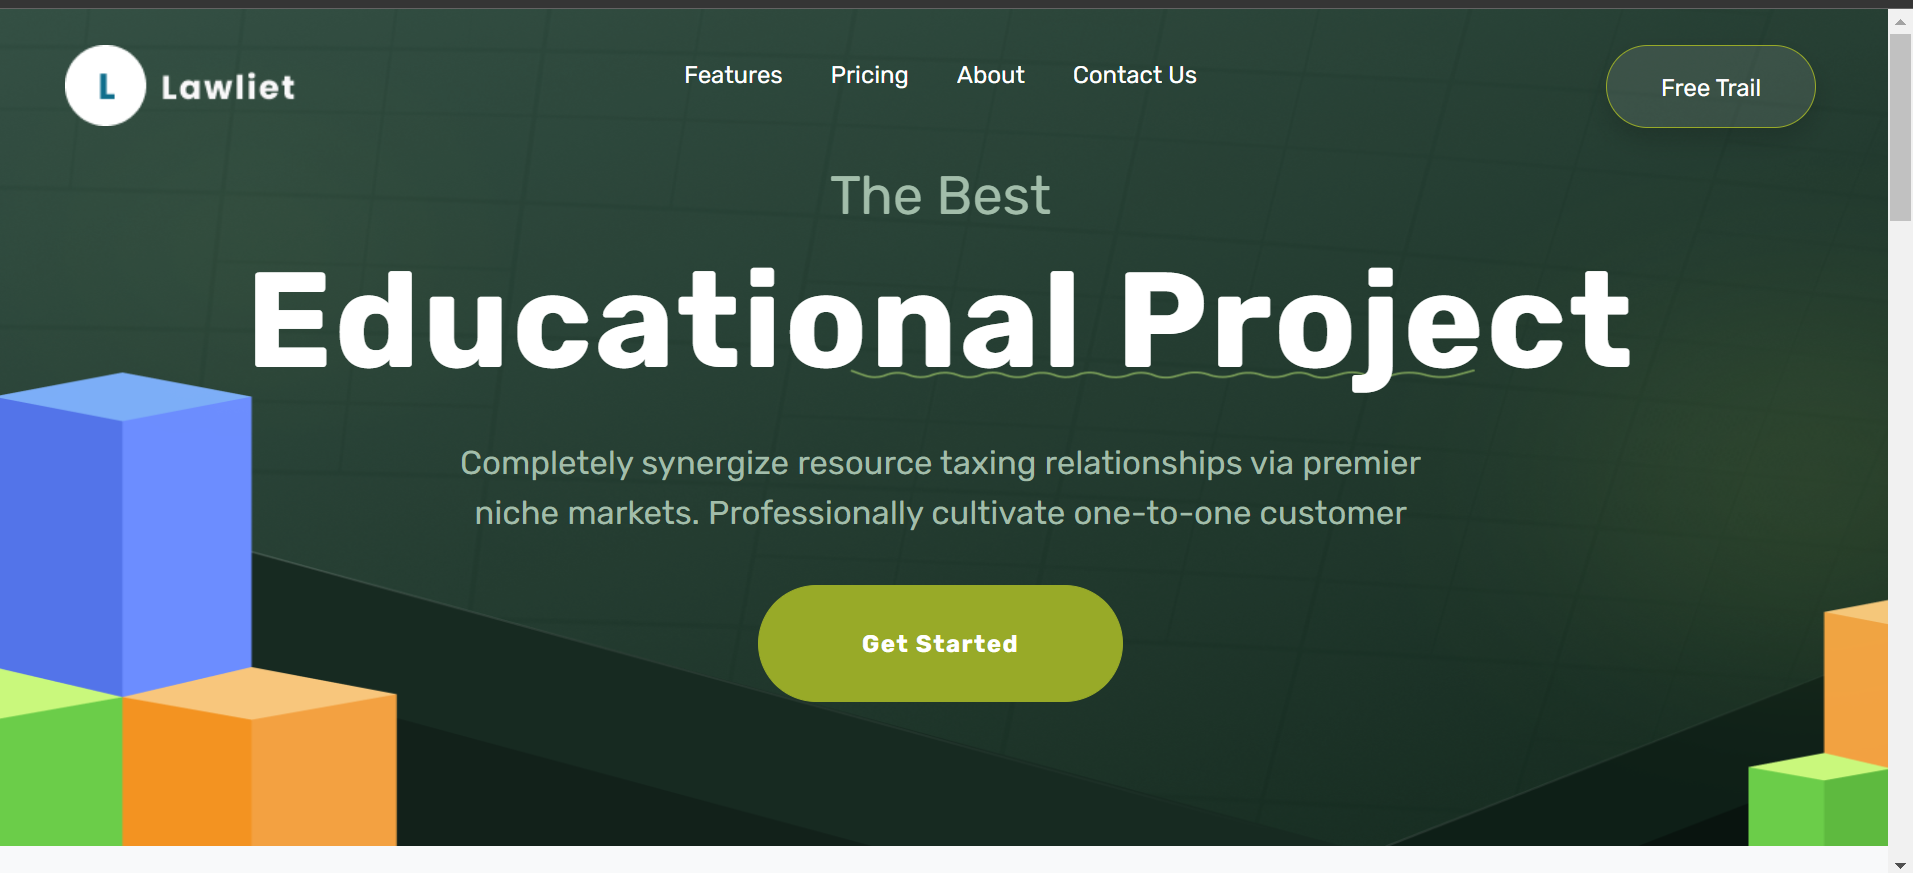 L Lawliet
Features Pricing About Contact Us
Free Trail
The Best
Educational Project
Completely synergize resource taxing relationships via premier
niche markets. Professionally cultivate one-to-one customer
Get Started